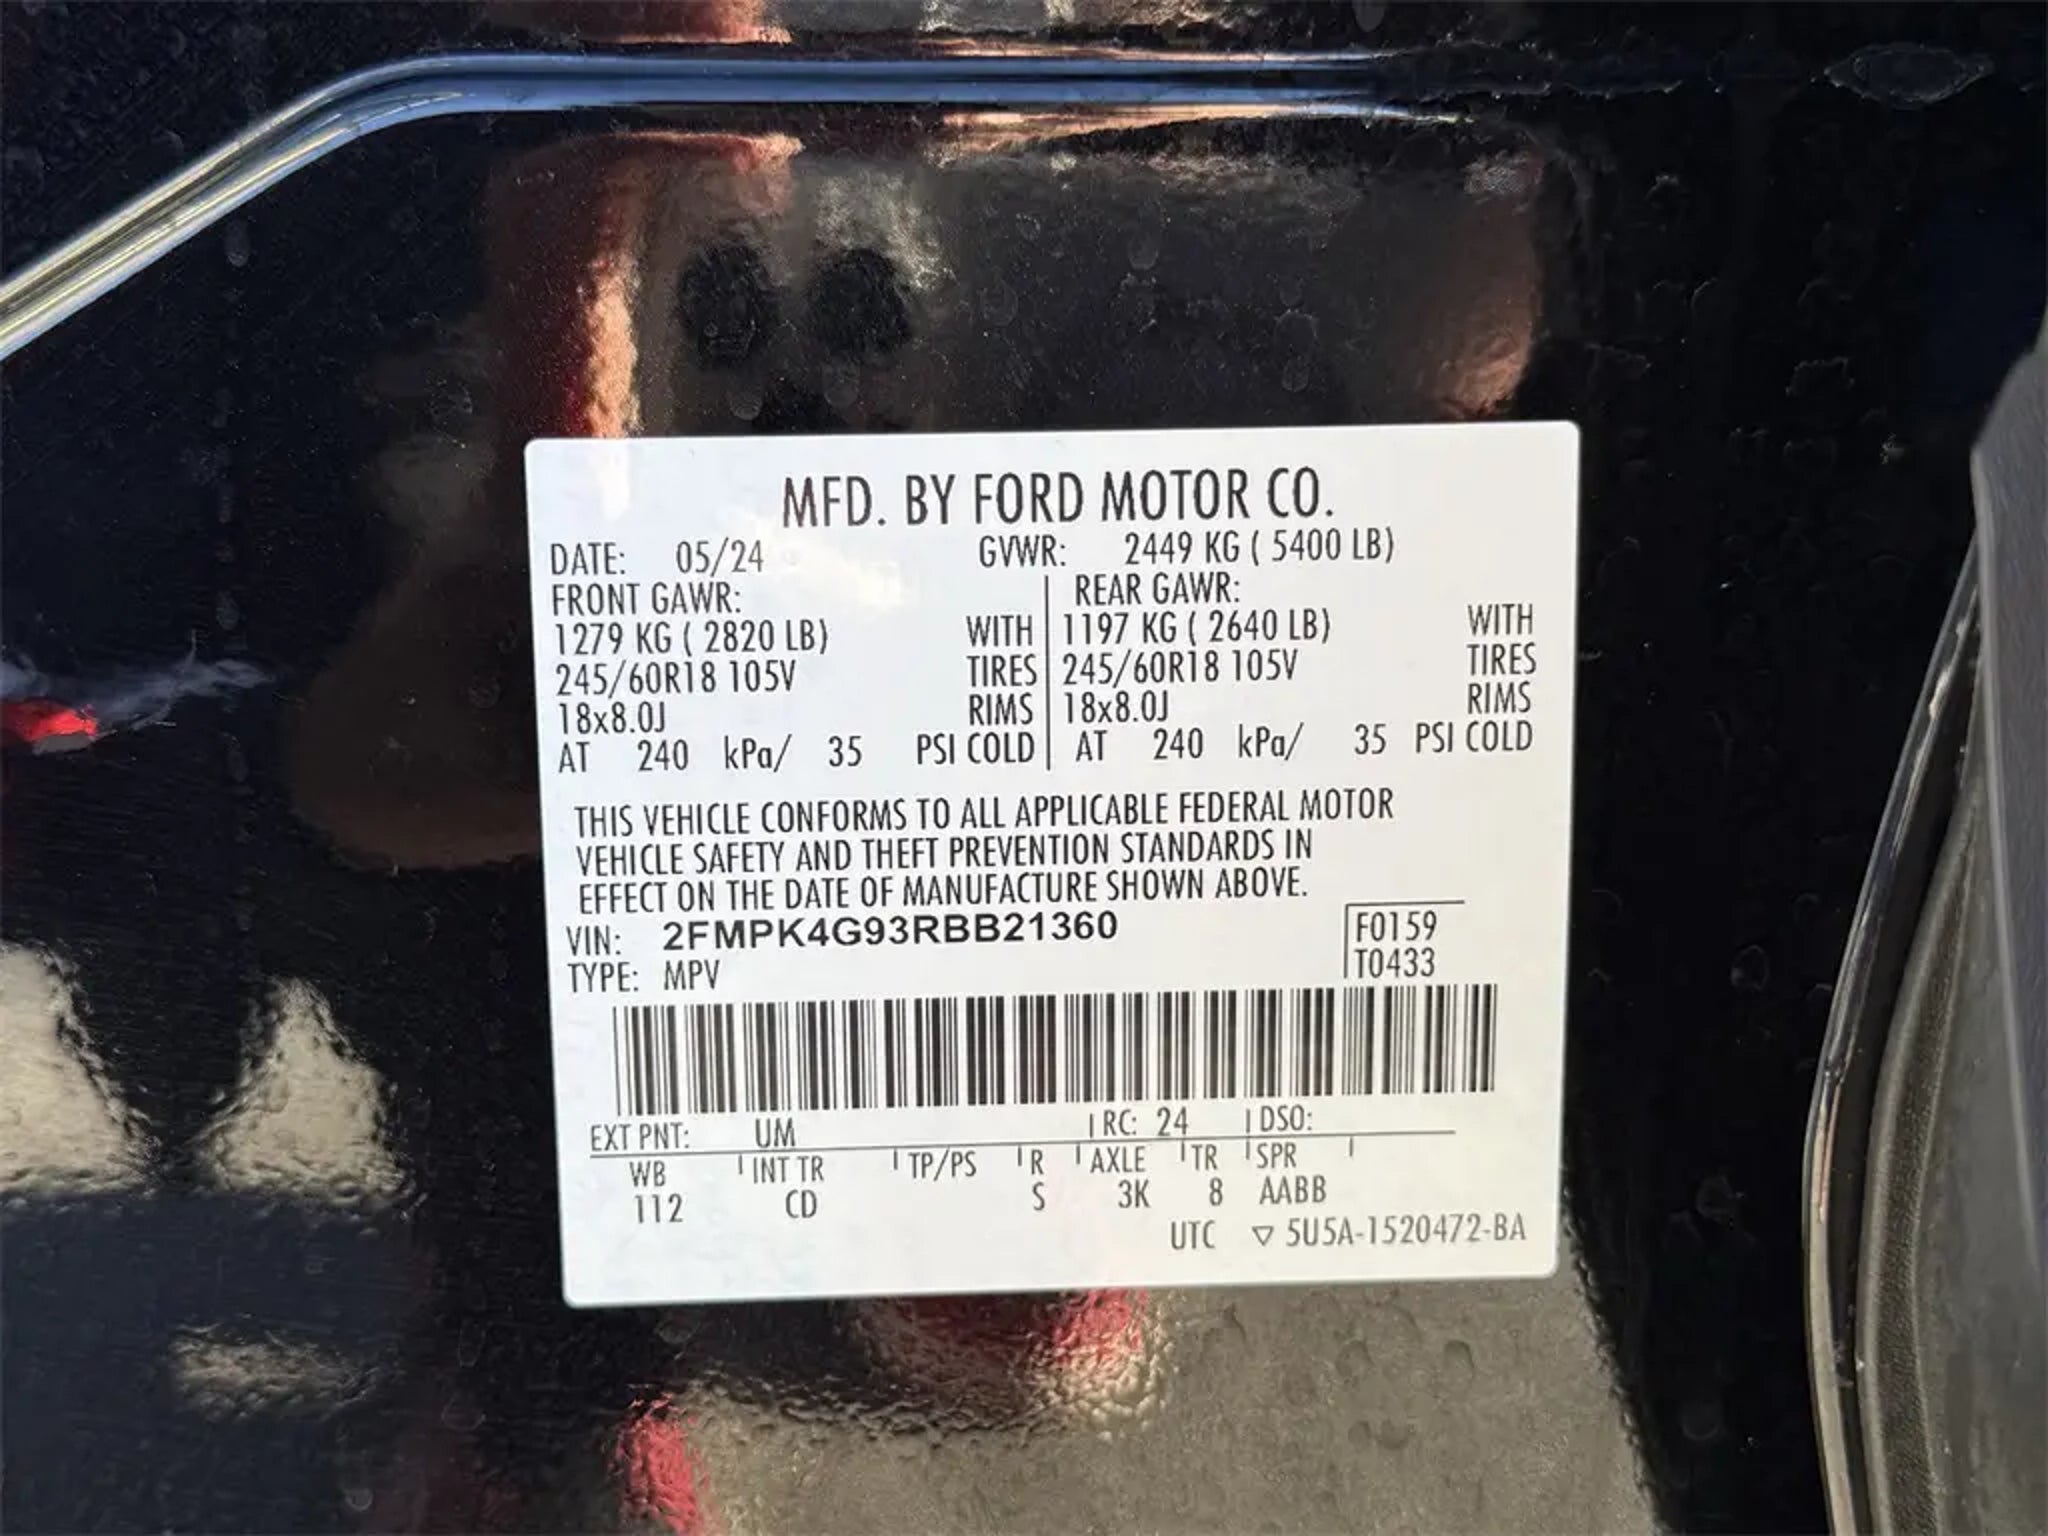 MFD. BY FORD MOTOR CO.
DATE: 05/24 GVWR: 2449 KG ( 5400 LB)
FRONT GAWR: REAR GAWR:
1279 KG ( 2820 LB) WITH 1197 KG ( 2640 LB) WITH
245/60R18 105V TIRES 245/60R18 105V TIRES
18x8.0J RIMS 18x8.0J RIMS
AT 240 kPa/ 35 PSI COLD AT 240 kPa/ 35 PSI COLD
THIS VEHICLE CONFORMS TO ALL APPLICABLE FEDERAL MOTOR
VEHICLE SAFETY AND THEFT PREVENTION STANDARDS IN
EFFECT ON THE DATE OF MANUFACTURE SHOWN ABOVE.
VIN: 2FMPK4G93RBB21360 F0159
TYPE: MPV T0433
EXT PNT: UM RC: 24 DSO:
WB INT TR TP/PS R AXLE TR SPR
112 CD S 3K 8 AABB
UTC ▽ 5U5A-1520472-BA